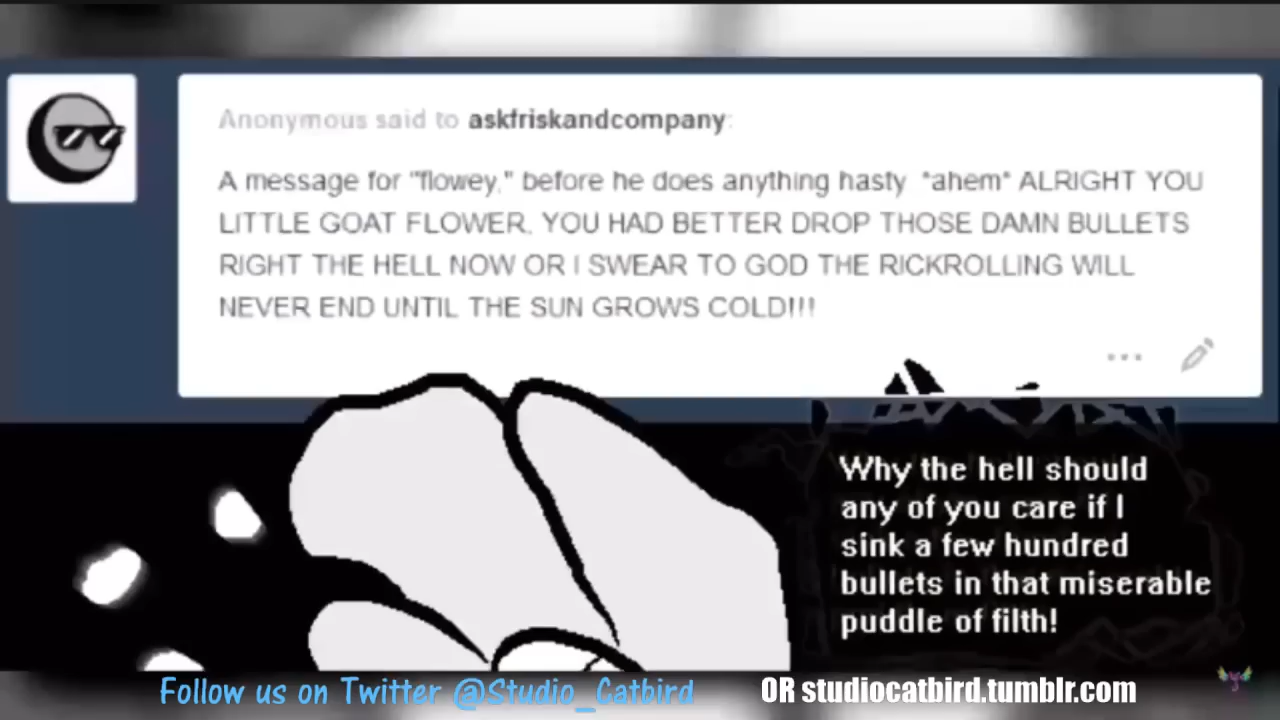 Anonymous said to askfriskandcompany:
A message for "flowey," before he does anything hasty *ahem* ALRIGHT YOU
LITTLE GOAT FLOWER, YOU HAD BETTER DROP THOSE DAMN BULLETS
RIGHT THE HELL NOW OR I SWEAR TO GOD THE RICKROLLING WILL
NEVER END UNTIL THE SUN GROWS COLD!!!
Why the hell should
any of you care if I
sink a few hundred
bullets in that miserable
puddle of filth!
Follow us on Twitter @Studio_Catbird OR studiocatbird.tumblr.com